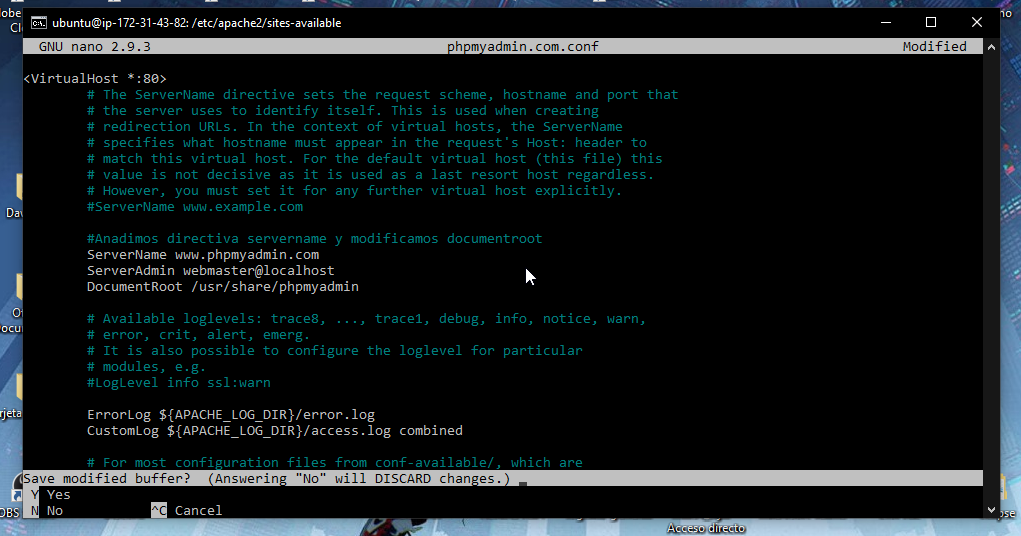 ubuntu@ip-172-31-43-82: /etc/apache2/sites-available
GNU nano 2.9.3 phpmyadmin.com.conf Modified
<VirtualHost *:80>
# The ServerName directive sets the request scheme, hostname and port that
# the server uses to identify itself. This is used when creating
# redirection URLs. In the context of virtual hosts, the ServerName
# specifies what hostname must appear in the request's Host: header to
# match this virtual host. For the default virtual host (this file) this
# value is not decisive as it is used as a last resort host regardless.
# However, you must set it for any further virtual host explicitly.
#ServerName www.example.com
#Anadimos directiva servername y modificamos documentroot
ServerName www.phpmyadmin.com
ServerAdmin webmaster@localhost
DocumentRoot /usr/share/phpmyadmin
# Available loglevels: trace8, ..., trace1, debug, info, notice, warn,
# error, crit, alert, emerg.
# It is also possible to configure the loglevel for particular
# modules, e.g.
#LogLevel info ssl:warn
ErrorLog ${APACHE_LOG_DIR}/error.log
CustomLog ${APACHE_LOG_DIR}/access.log combined
# For most configuration files from conf-available/, which are
Save modified buffer? (Answering "No" will DISCARD changes.)
Y Yes
N No ^C Cancel
OBS
Acceso directo